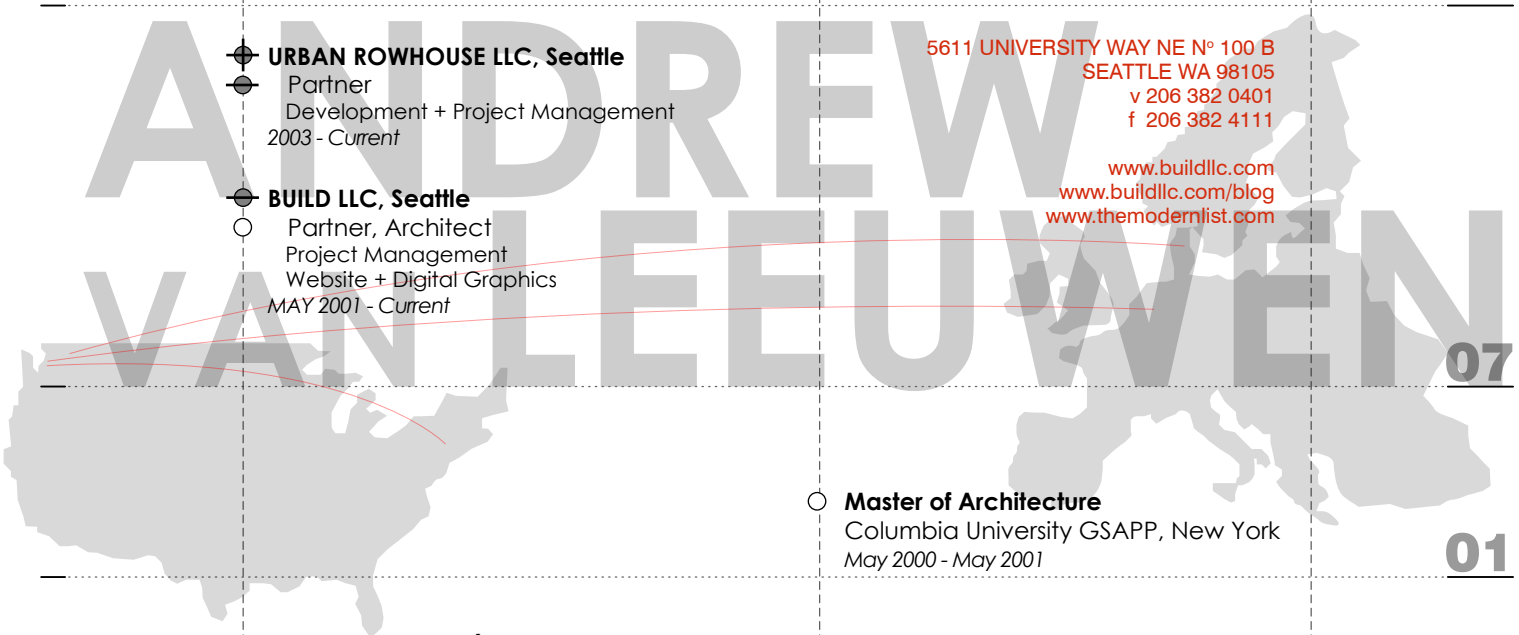 ANDREW
VAN LEEUWEN
URBAN ROWHOUSE LLC, Seattle
Partner
Development + Project Management
2003 - Current
BUILD LLC, Seattle
Partner, Architect
Project Management
Website + Digital Graphics
MAY 2001 - Current
5611 UNIVERSITY WAY NE Nº 100 B
SEATTLE WA 98105
v 206 382 0401
f 206 382 4111
www.buildllc.com
www.buildllc.com/blog
www.themodernlist.com
07
Master of Architecture
Columbia University GSAPP, New York
May 2000 - May 2001
01